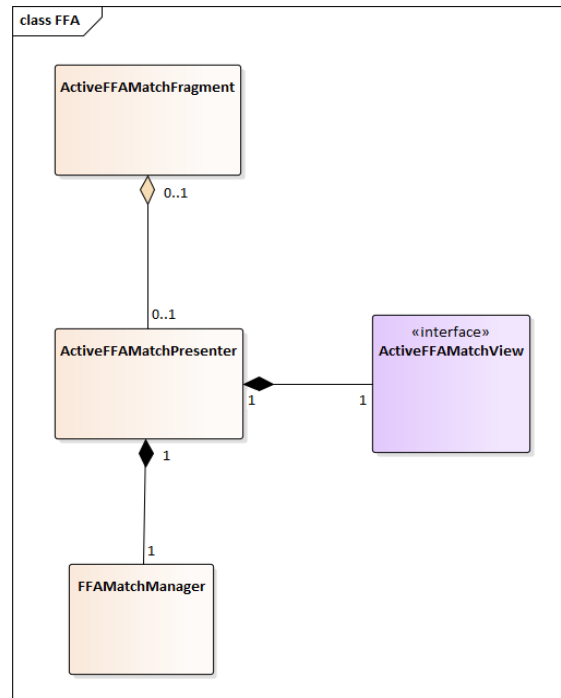 class FFA
ActiveFFAMatchFragment
0..1
0..1
ActiveFFAMatchPresenter
«interface»
ActiveFFAMatchView
1
1
1
1
FFAMatchManager